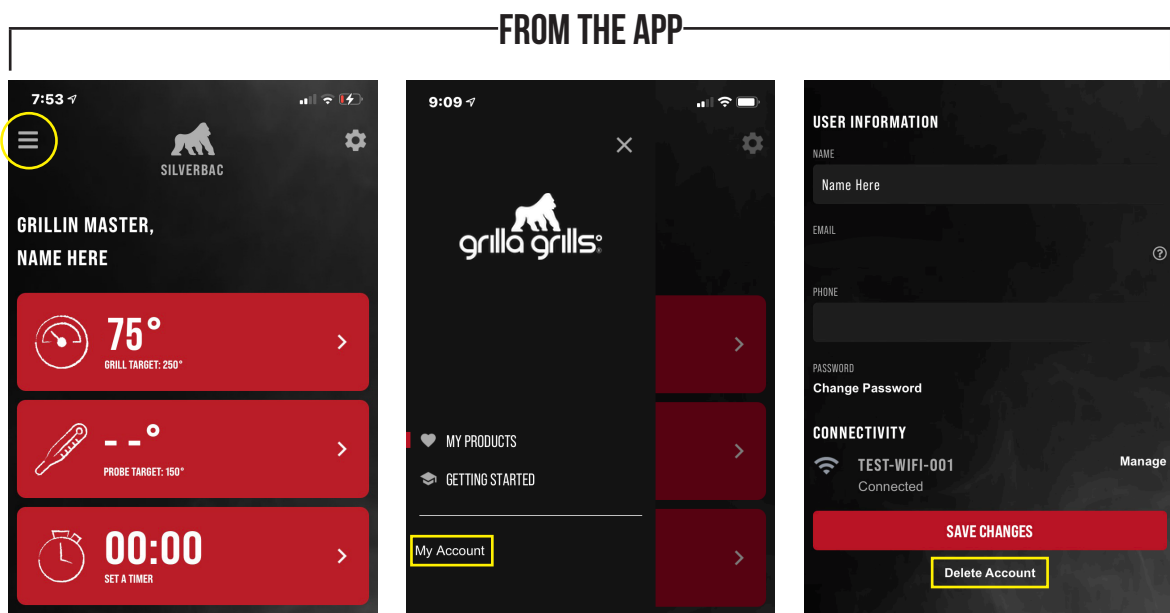 FROM THE APP
7:53
SILVERBAC
GRILLIN MASTER,
NAME HERE
75°
GRILL TARGET: 250°
--°
PROBE TARGET: 150°
00:00
SET A TIMER
9:09
grilla grills®
MY PRODUCTS
GETTING STARTED
My Account
USER INFORMATION
NAME
Name Here
EMAIL
PHONE
PASSWORD
Change Password
CONNECTIVITY
TEST-WIFI-001
Manage
Connected
SAVE CHANGES
Delete Account